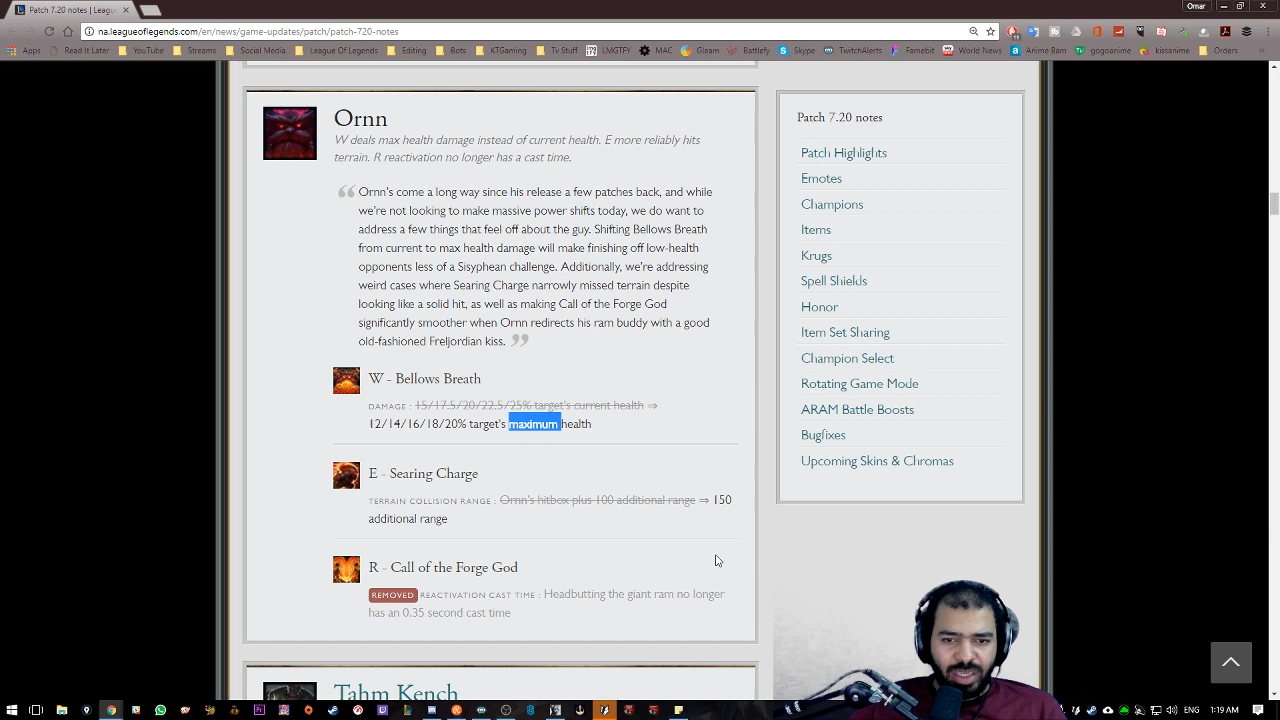 Patch 7.20 notes | Leagu
Omar
na.leagueoflegends.com/en/news/game-updates/patch/patch-720-notes
Apps Read It Later YouTube Streams Social Media League Of Legends Editing Bots KTGaming Tv Stuff LMGTFY MAC Gleam Battlefy Skype TwitchAlerts Famebit World News Anime Bam gogoanime kissanime Orders
Ornn
W deals max health damage instead of current health. E more reliably hits
terrain. R reactivation no longer has a cast time.
Ornn's come a long way since his release a few patches back, and while
we're not looking to make massive power shifts today, we do want to
address a few things that feel off about the guy. Shifting Bellows Breath
from current to max health damage will make finishing off low-health
opponents less of a Sisyphean challenge. Additionally, we're addressing
weird cases where Searing Charge narrowly missed terrain despite
looking like a solid hit, as well as making Call of the Forge God
significantly smoother when Ornn redirects his ram buddy with a good
old-fashioned Freljordian kiss.
W - Bellows Breath
DAMAGE : 15/17.5/20/22.5/25% target's current health ⇒
12/14/16/18/20% target's maximum health
E - Searing Charge
TERRAIN COLLISION RANGE : Ornn's hitbox plus 100 additional range ⇒ 150
additional range
R - Call of the Forge God
REMOVED REACTIVATION CAST TIME : Headbutting the giant ram no longer
has an 0.35 second cast time
Tahm Kench
Patch 7.20 notes
Patch Highlights
Emotes
Champions
Items
Krugs
Spell Shields
Honor
Item Set Sharing
Champion Select
Rotating Game Mode
ARAM Battle Boosts
Bugfixes
Upcoming Skins & Chromas
ENG 1:19 AM